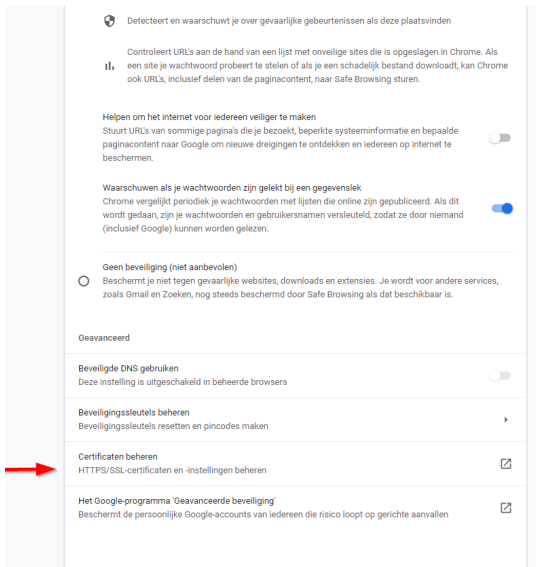 Detecteert en waarschuwt je over gevaarlijke gebeurtenissen als deze plaatsvinden
Controleert URL's aan de hand van een lijst met onveilige sites die is opgeslagen in Chrome. Als
een site je wachtwoord probeert te stelen of als je een schadelijk bestand downloadt, kan Chrome
ook URL's, inclusief delen van de paginacontent, naar Safe Browsing sturen.
Helpen om het internet voor iedereen veiliger te maken
Stuurt URL's van sommige pagina's die je bezoekt, beperkte systeeminformatie en bepaalde
paginacontent naar Google om nieuwe dreigingen te ontdekken en iedereen op internet te
beschermen.
Waarschuwen als je wachtwoorden zijn gelekt bij een gegevenslek
Chrome vergelijkt periodiek je wachtwoorden met lijsten die online zijn gepubliceerd. Als dit
wordt gedaan, zijn je wachtwoorden en gebruikersnamen versleuteld, zodat ze door niemand
(inclusief Google) kunnen worden gelezen.
Geen beveiliging (niet aanbevolen)
Beschermt je niet tegen gevaarlijke websites, downloads en extensies. Je wordt voor andere services,
zoals Gmail en Zoeken, nog steeds beschermd door Safe Browsing als dat beschikbaar is.
Geavanceerd
Beveiligde DNS gebruiken
Deze instelling is uitgeschakeld in beheerde browsers
Beveiligingssleutels beheren
Beveiligingssleutels resetten en pincodes maken
Certificaten beheren
HTTPS/SSL-certificaten en -instellingen beheren
Het Google-programma 'Geavanceerde beveiliging'
Beschermt de persoonlijke Google-accounts van iedereen die risico loopt op gerichte aanvallen